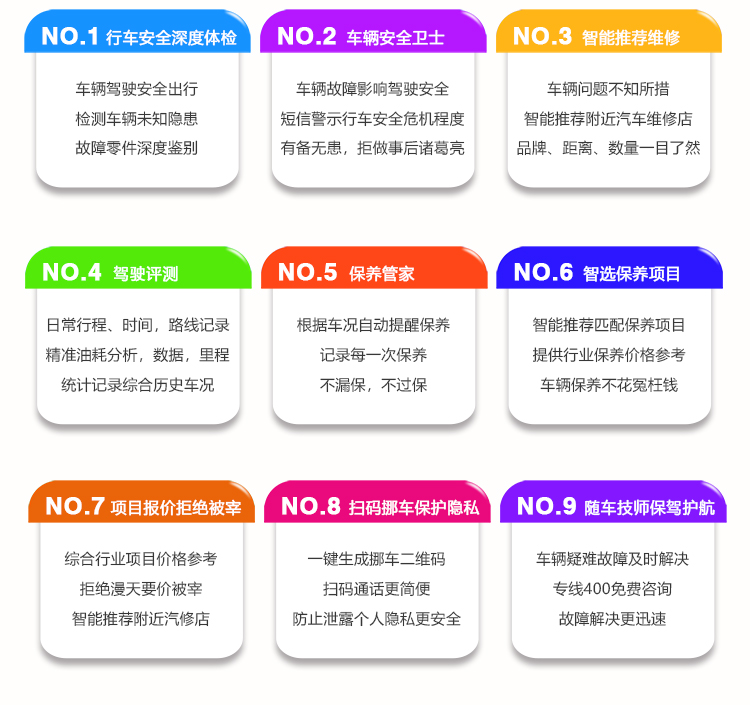 NO.1 行车安全深度体检
车辆驾驶安全出行
检测车辆未知隐患
故障零件深度鉴别
NO.2 车辆安全卫士
车辆故障影响驾驶安全
短信警示行车安全危机程度
有备无患，拒做事后诸葛亮
NO.3 智能推荐维修
车辆问题不知所措
智能推荐附近汽车维修店
品牌、距离、数量一目了然
NO.4 驾驶评测
日常行程、时间，路线记录
精准油耗分析，数据，里程
统计记录综合历史车况
NO.5 保养管家
根据车况自动提醒保养
记录每一次保养
不漏保，不过保
NO.6 智选保养项目
智能推荐匹配保养项目
提供行业保养价格参考
车辆保养不花冤枉钱
NO.7 项目报价拒绝被宰
综合行业项目价格参考
拒绝漫天要价被宰
智能推荐附近汽修店
NO.8 扫码挪车保护隐私
一键生成挪车二维码
扫码通话更简便
防止泄露个人隐私更安全
NO.9 随车技师保驾护航
车辆疑难故障及时解决
专线400免费咨询
故障解决更迅速